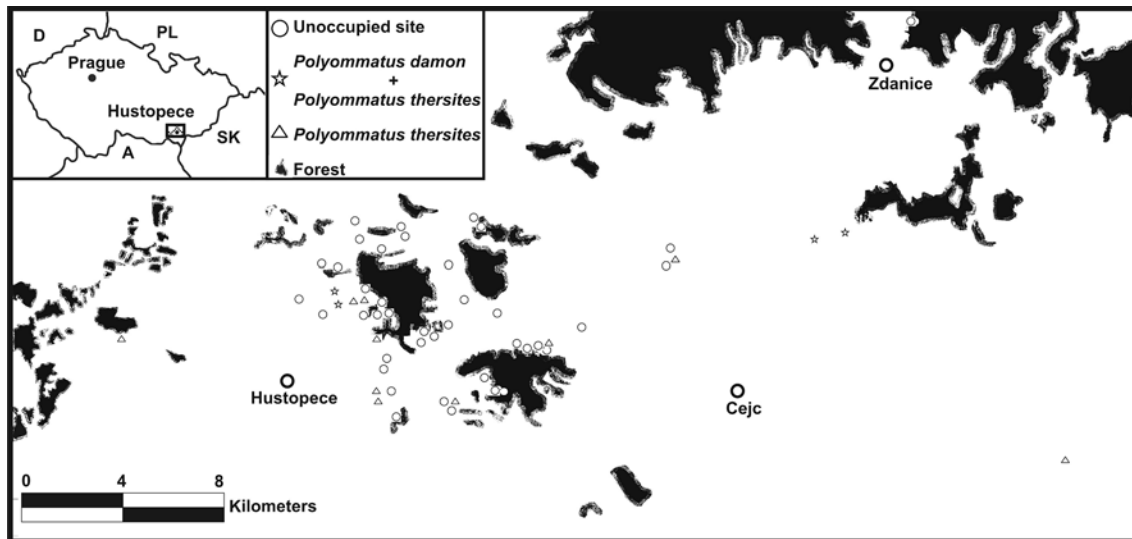 D
PL
Prague
Hustopece
SK
A
Unoccupied site
Polyommatus damon
+
Polyommatus thersites
Polyommatus thersites
Forest
Zdanice
Hustopece
Cejc
0 4 8
Kilometers